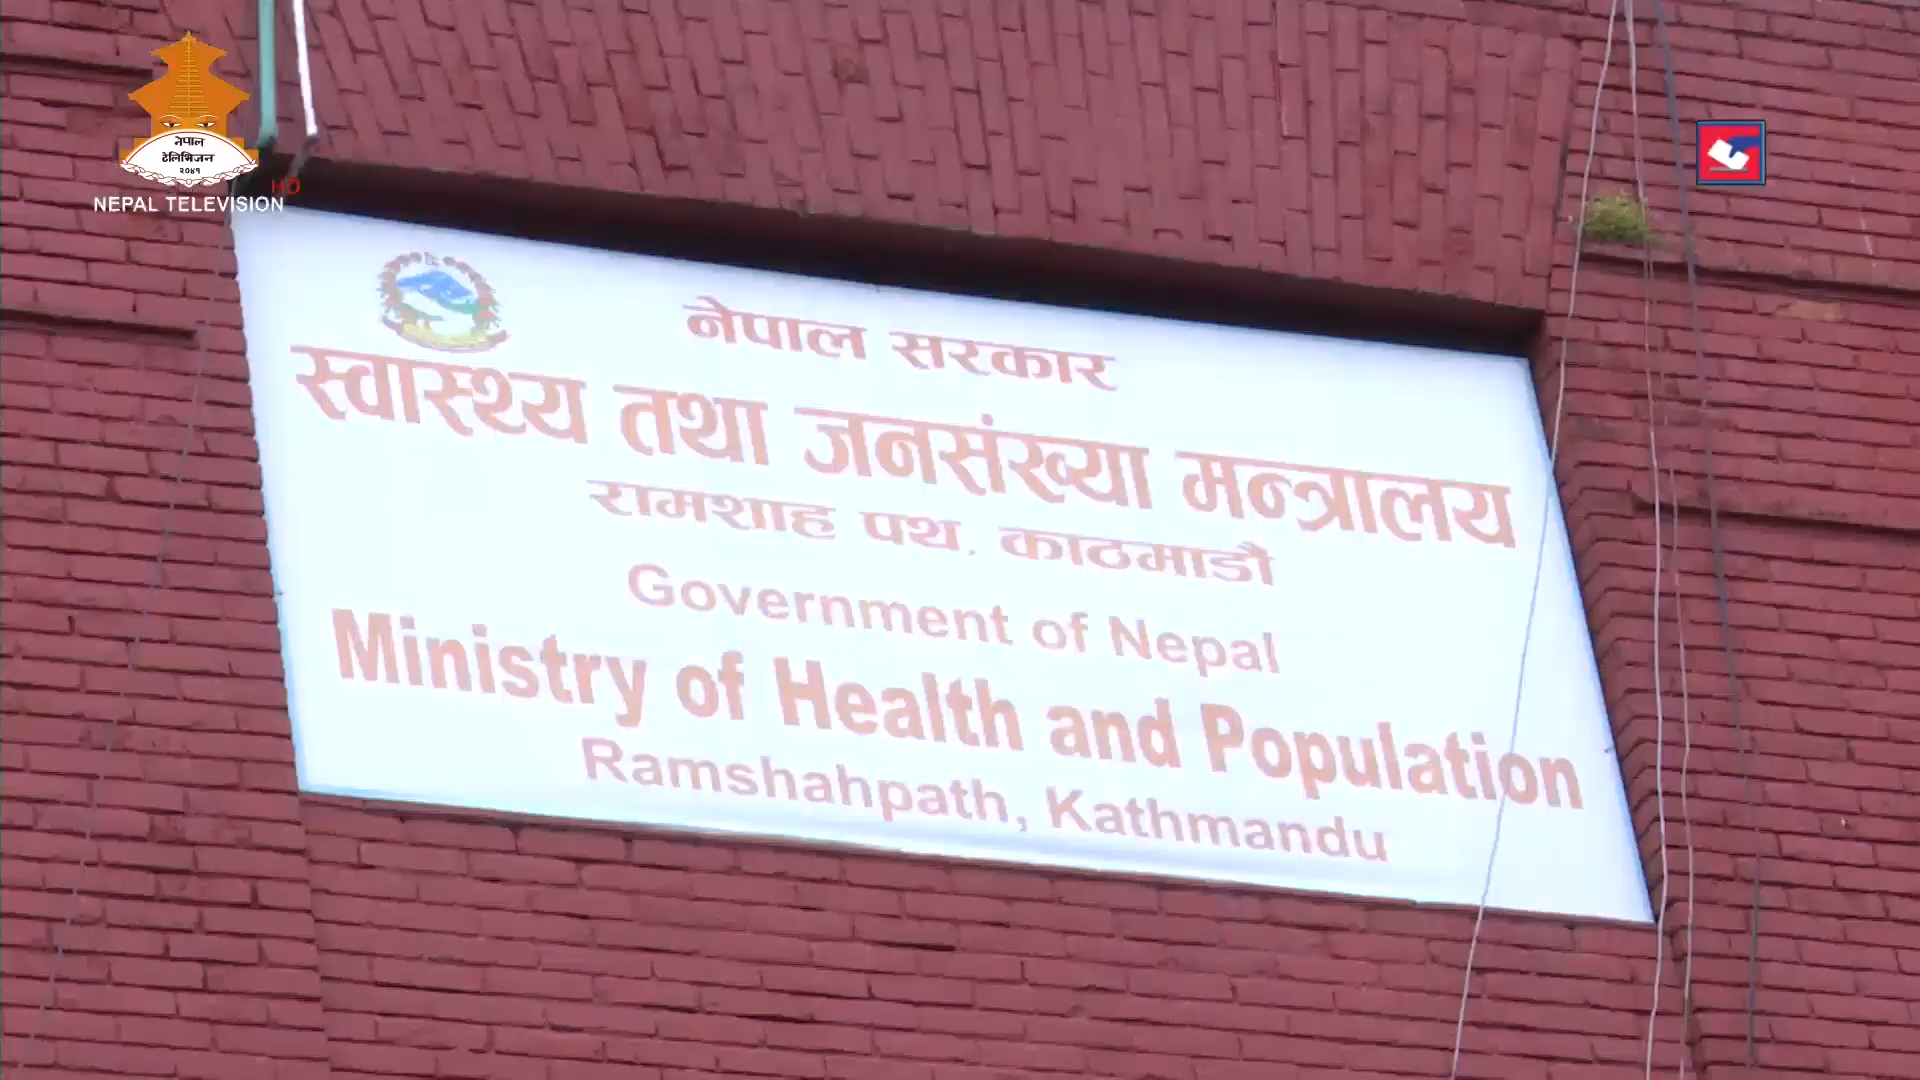 नेपाल
टेलिभिजन
२०४१
HD
NEPAL TELEVISION
नेपाल सरकार
स्वास्थ्य तथा जनसंख्या मन्त्रालय
रामशाह पथ, काठमाडौं
Government of Nepal
Ministry of Health and Population
Ramshahpath, Kathmandu